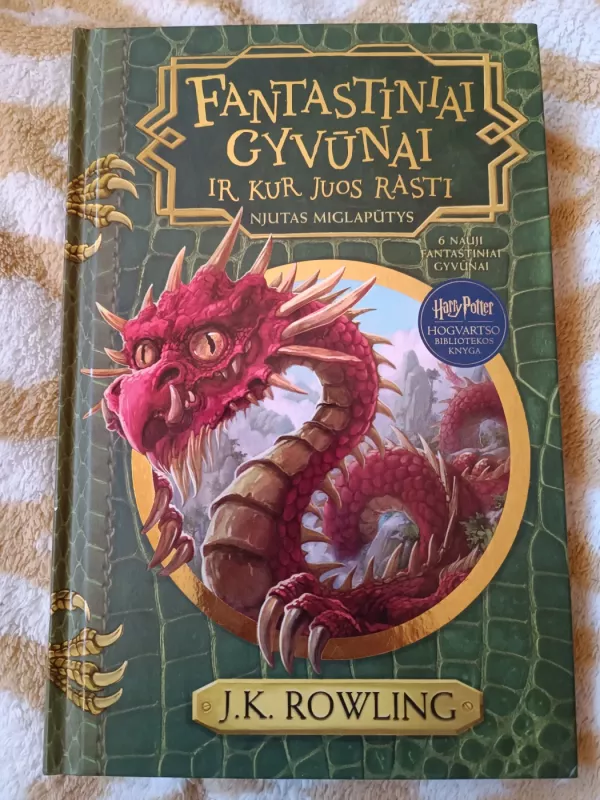 FANTASTINIAI
GYVŪNAI
IR KUR JUOS RASTI
NJUTAS MIGLAPŪTYS
6 NAUJI
FANTASTINIAI
GYVŪNAI
Harry Potter
HOGVARTSO
BIBLIOTEKOS
KNYGA
J.K. ROWLING